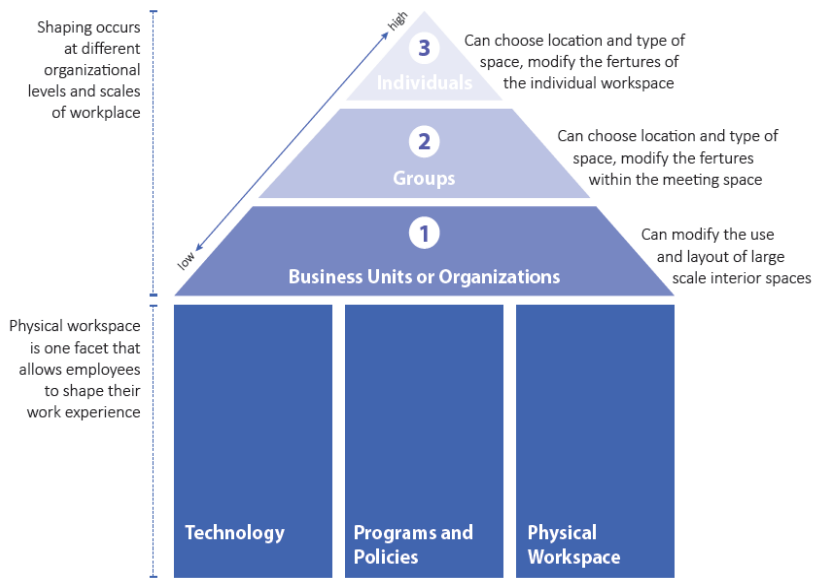 Shaping occurs
at different
organizational
levels and scales
of workplace
high
low
3
Individuals
Can choose location and type of
space, modify the fertures of
the individual workspace
2
Groups
Can choose location and type of
space, modify the fertures
within the meeting space
1
Business Units or Organizations
Can modify the use
and layout of large
scale interior spaces
Physical workspace
is one facet that
allows employees
to shape their
work experience
Technology
Programs and
Policies
Physical
Workspace